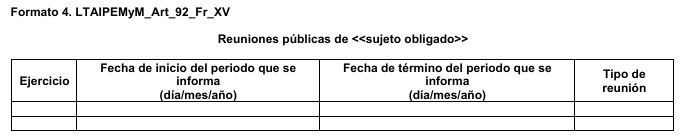 Formato 4. LTAIPEMyM_Art_92_Fr_XV
Reuniones públicas de <<sujeto obligado>>
Ejercicio
Fecha de inicio del periodo que se
informa
(día/mes/año)
Fecha de término del periodo que se
informa
(día/mes/año)
Tipo de
reunión